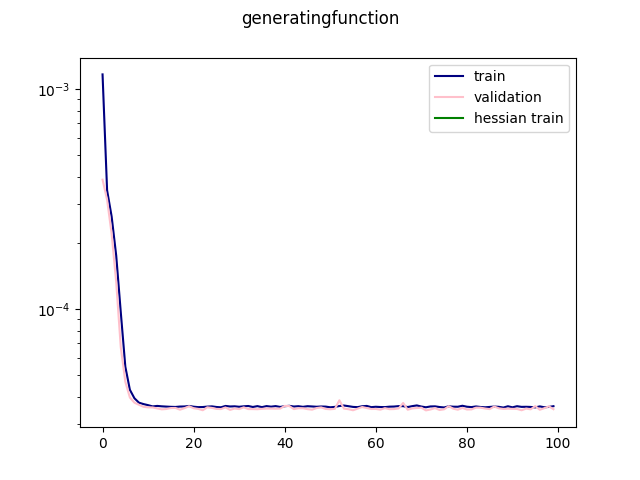 generatingfunction
train
validation
hessian train
10⁻³
10⁻⁴
0 20 40 60 80 100